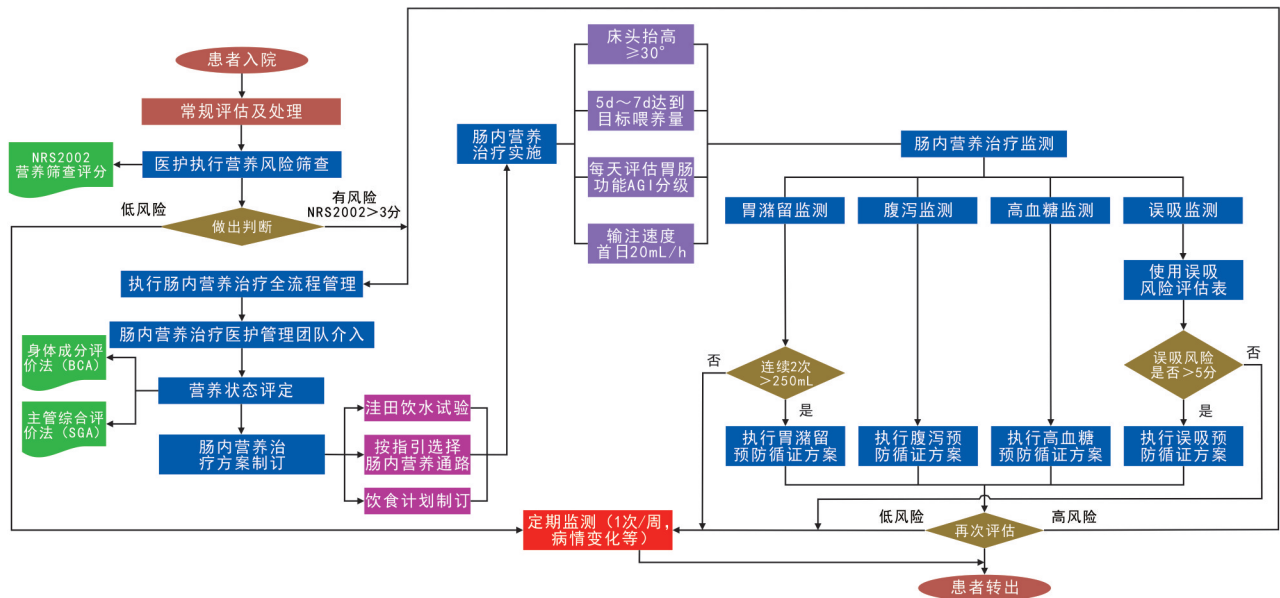 患者入院
常规评估及处理
医护执行营养风险筛查
NRS2002
营养筛查评分
低风险
有风险
NRS2002＞3分
做出判断
执行肠内营养治疗全流程管理
肠内营养治疗医护管理团队介入
身体成分评
价法（BCA）
营养状态评定
主管综合评
价法（SGA）
肠内营养治
疗方案制订
洼田饮水试验
按指引选择
肠内营养通路
饮食计划制订
肠内营养
治疗实施
床头抬高
≥30°
5d～7d达到
目标喂养量
每天评估胃肠
功能AGI分级
输注速度
首日20mL/h
肠内营养治疗监测
胃潴留监测
腹泻监测
高血糖监测
误吸监测
使用误吸
风险评估表
否
连续2次
＞250mL
是
误吸风险
是否＞5分
否
是
执行胃潴留
预防循证方案
执行腹泻预
防循证方案
执行高血糖
预防循证方案
执行误吸预
防循证方案
定期监测（1次/周，
病情变化等）
低风险
再次评估
高风险
患者转出